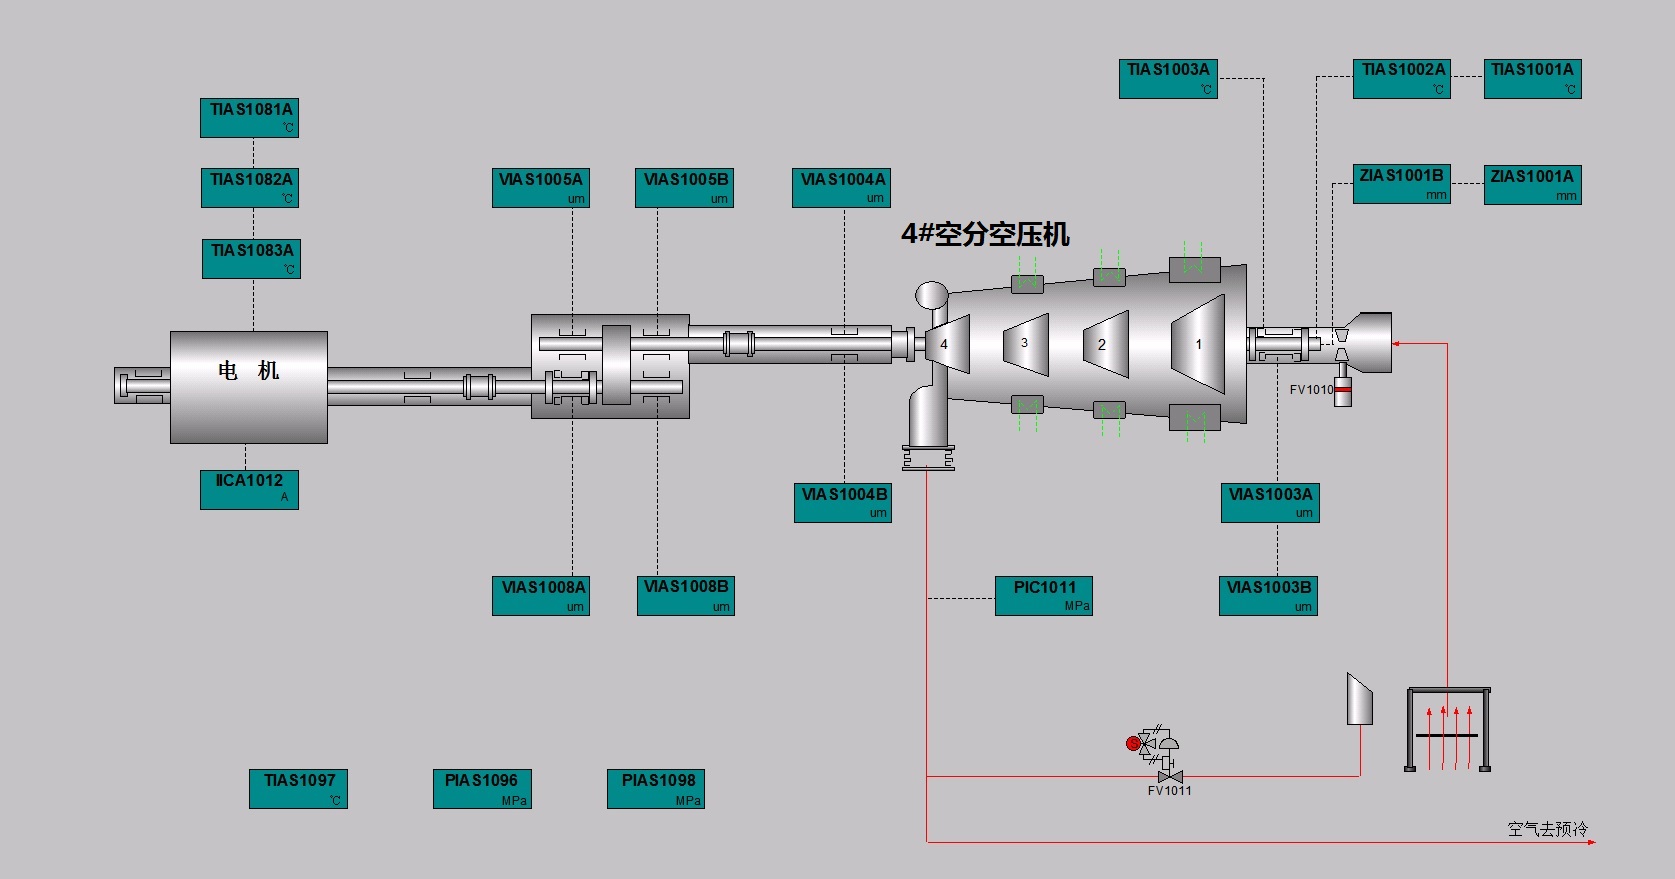 TIAS1003A
℃
TIAS1002A
℃
TIAS1001A
℃
TIAS1081A
℃
TIAS1082A
℃
VIAS1005A
um
VIAS1005B
um
VIAS1004A
um
ZIAS1001B
mm
ZIAS1001A
mm
TIAS1083A
℃
4#空分空压机
电 机
4
3
2
1
FV1010
IICA1012
A
VIAS1004B
um
VIAS1003A
um
VIAS1008A
um
VIAS1008B
um
PIC1011
MPa
VIAS1003B
um
S
FV1011
TIAS1097
℃
PIAS1096
MPa
PIAS1098
MPa
空气去预冷